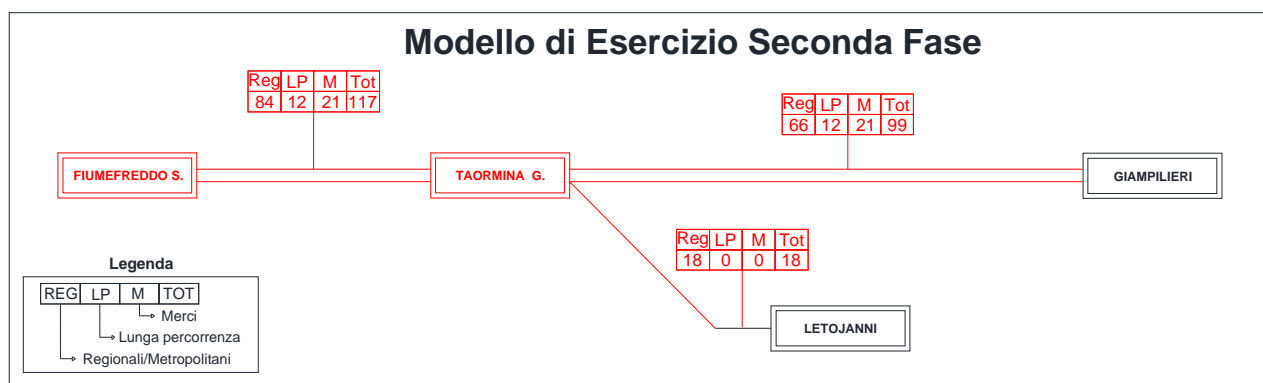 Modello di Esercizio Seconda Fase
Reg LP M Tot
84 12 21 117
Reg LP M Tot
66 12 21 99
FIUMEFREDDO S.
TAORMINA G.
GIAMPILIERI
Reg LP M Tot
18 0 0 18
LETOJANNI
Legenda
REG LP M TOT
Merci
Lunga percorrenza
Regionali/Metropolitani